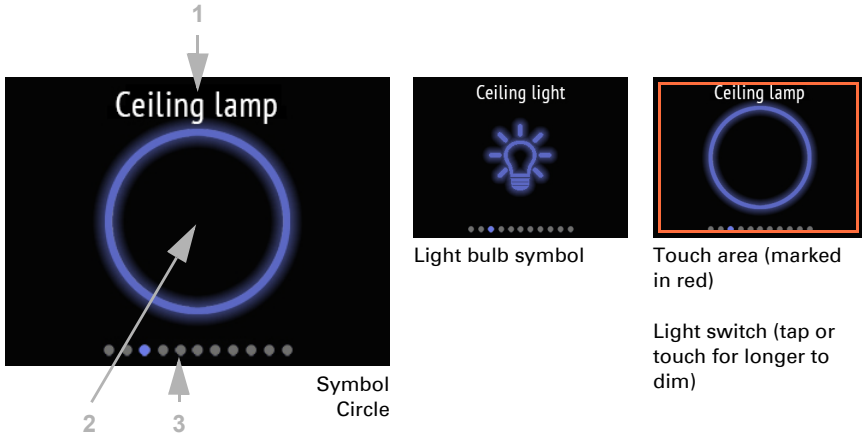 1
Ceiling lamp
2
3
Symbol
Circle
Ceiling light
Light bulb symbol
Ceiling lamp
Touch area (marked
in red)
Light switch (tap or
touch for longer to
dim)